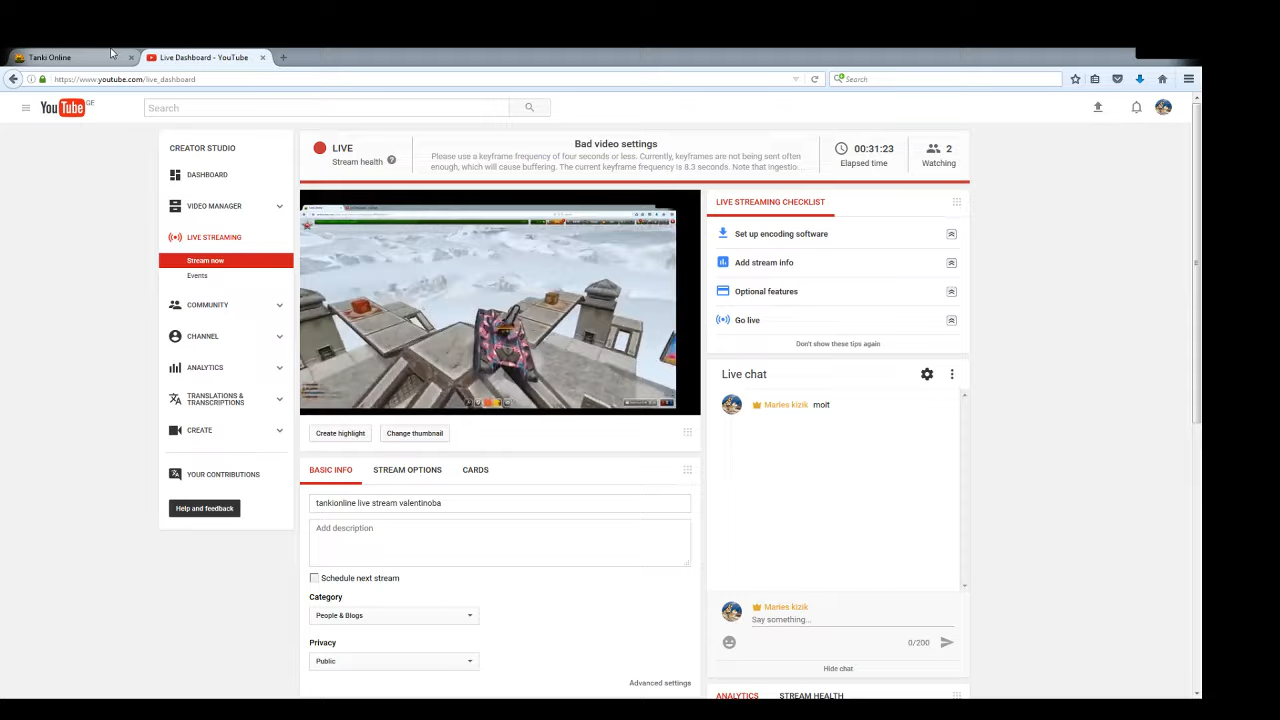 Tanki Online
Live Dashboard - YouTube
https://www.youtube.com/live_dashboard
Search
YouTube GE
Search
CREATOR STUDIO
DASHBOARD
VIDEO MANAGER
LIVE STREAMING
Stream now
Events
COMMUNITY
CHANNEL
ANALYTICS
TRANSLATIONS &
TRANSCRIPTIONS
CREATE
YOUR CONTRIBUTIONS
Help and feedback
LIVE
Stream health
Bad video settings
Please use a keyframe frequency of four seconds or less. Currently, keyframes are not being sent often
enough, which will cause buffering. The current keyframe frequency is 8.3 seconds. Note that ingestio...
00:31:23
Elapsed time
2
Watching
Create highlight
Change thumbnail
BASIC INFO
STREAM OPTIONS
CARDS
tankionline live stream valentinoba
Add description
Schedule next stream
Category
People & Blogs
Privacy
Public
Advanced settings
LIVE STREAMING CHECKLIST
Set up encoding software
Add stream info
Optional features
Go live
Don't show these tips again
Live chat
Marles kizik moit
Marles kizik
Say something...
0/200
Hide chat
ANALYTICS
STREAM HEALTH